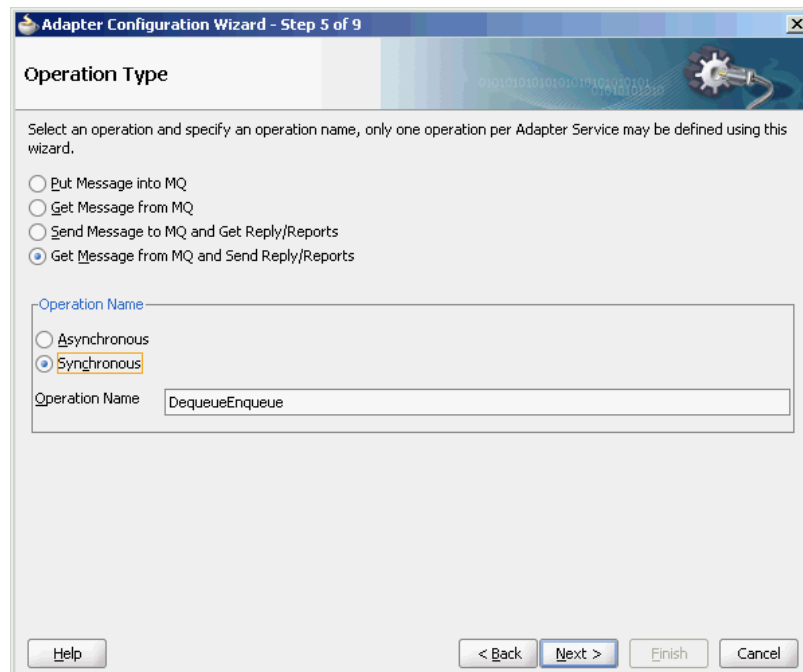 Adapter Configuration Wizard - Step 5 of 9
Operation Type
Select an operation and specify an operation name, only one operation per Adapter Service may be defined using this
wizard.
Put Message into MQ
Get Message from MQ
Send Message to MQ and Get Reply/Reports
Get Message from MQ and Send Reply/Reports
Operation Name
Asynchronous
Synchronous
Operation Name DequeueEnqueue
Help < Back Next > Finish Cancel